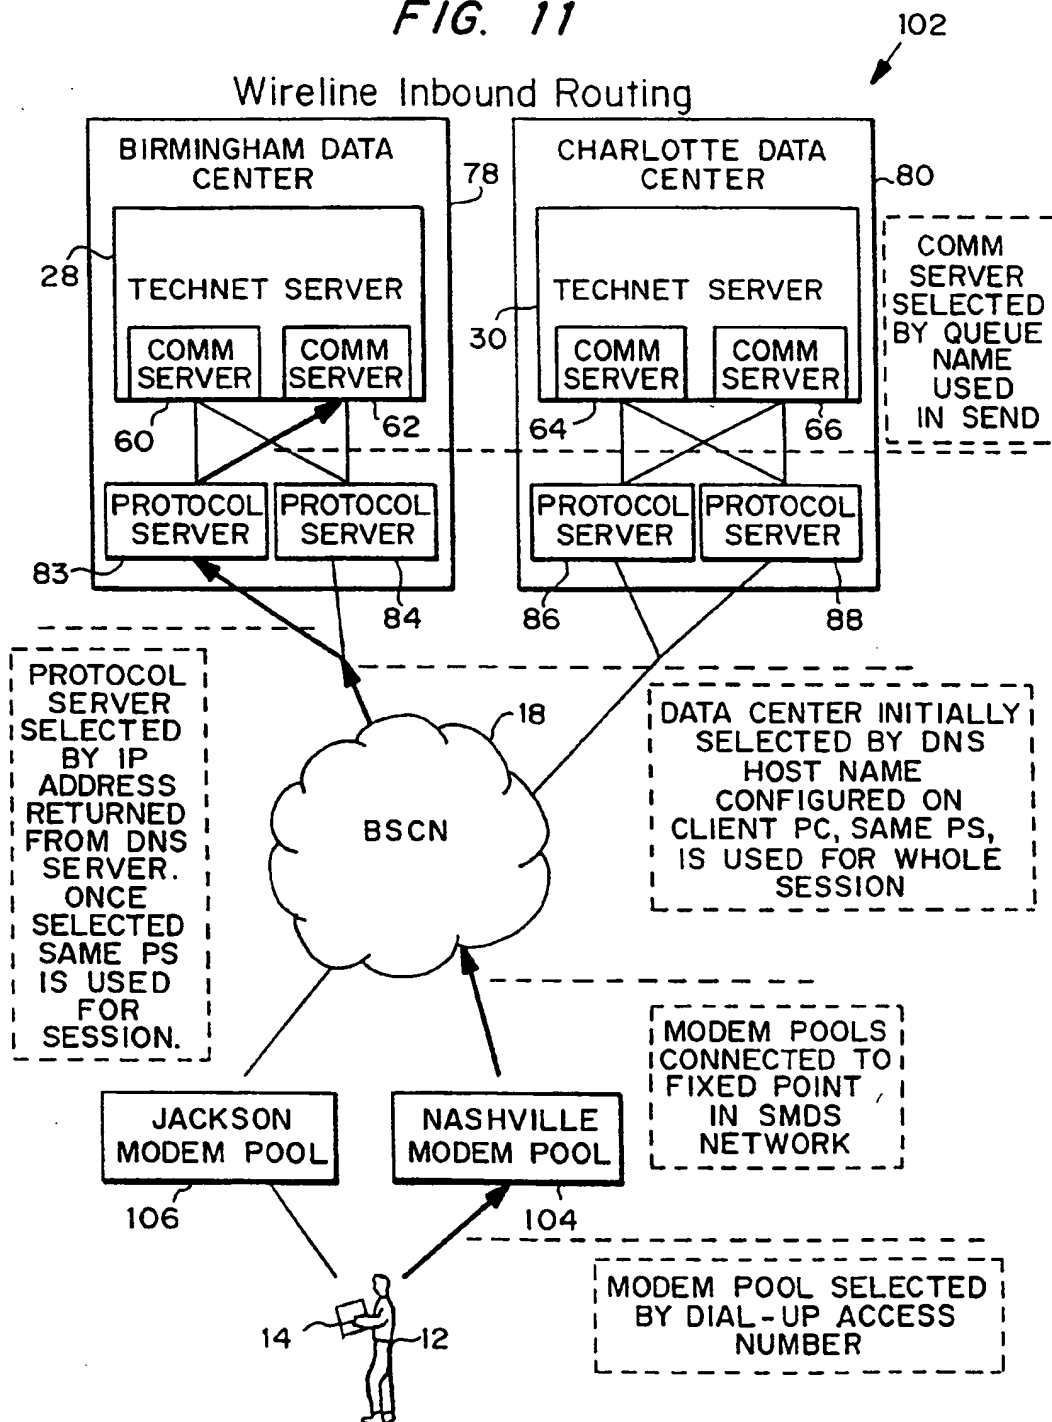 FIG. 11
102
Wireline Inbound Routing
BIRMINGHAM DATA
CENTER
78
CHARLOTTE DATA
CENTER
80
28
TECHNET SERVER
30
TECHNET SERVER
COMM
SERVER
SELECTED
BY QUEUE
NAME
USED
IN SEND
COMM
SERVER
COMM
SERVER
COMM
SERVER
COMM
SERVER
60
62
64
66
PROTOCOL
SERVER
PROTOCOL
SERVER
PROTOCOL
SERVER
PROTOCOL
SERVER
83
84
86
88
PROTOCOL
SERVER
SELECTED
BY IP
ADDRESS
RETURNED
FROM DNS
SERVER.
ONCE
SELECTED
SAME PS
IS USED
FOR
SESSION.
18
BSCN
DATA CENTER INITIALLY
SELECTED BY DNS
HOST NAME
CONFIGURED ON
CLIENT PC, SAME PS,
IS USED FOR WHOLE
SESSION
MODEM POOLS
CONNECTED TO
FIXED POINT
IN SMDS
NETWORK
JACKSON
MODEM POOL
NASHVILLE
MODEM POOL
106
104
MODEM POOL SELECTED
BY DIAL-UP ACCESS
NUMBER
14
12